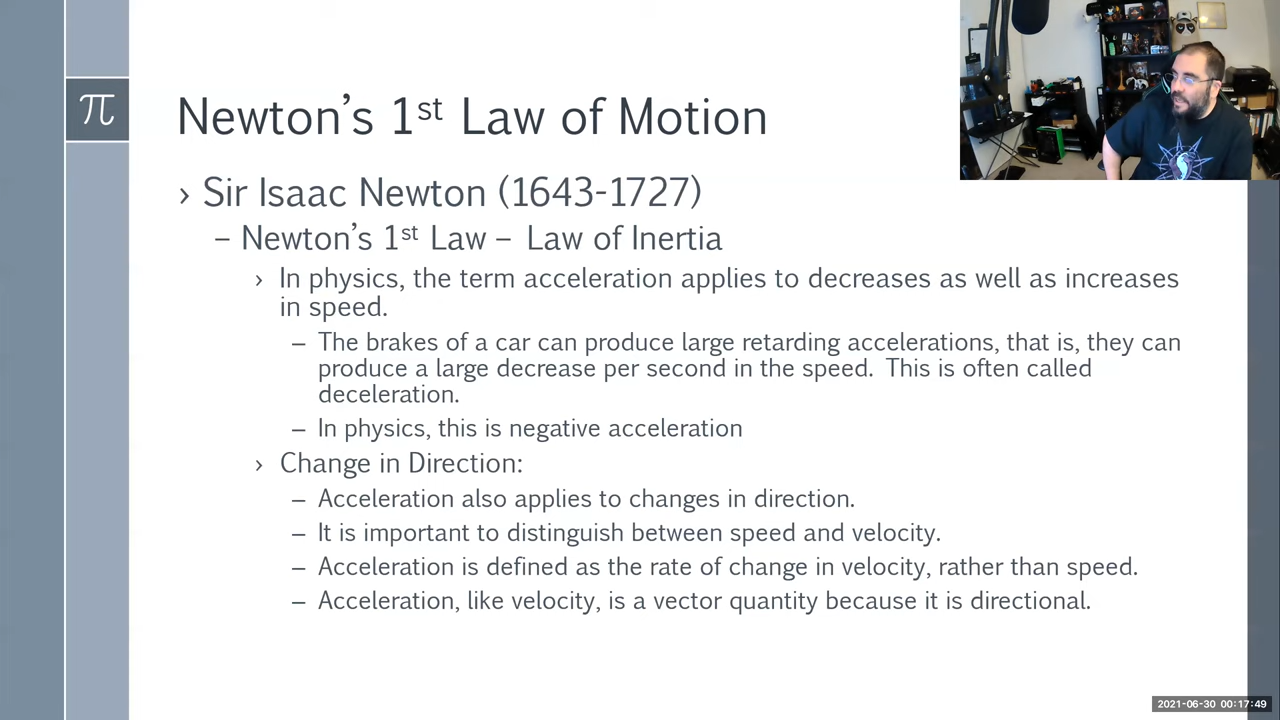 π
Newton's 1st Law of Motion
› Sir Isaac Newton (1643-1727)
– Newton's 1st Law – Law of Inertia
› In physics, the term acceleration applies to decreases as well as increases
in speed.
– The brakes of a car can produce large retarding accelerations, that is, they can
produce a large decrease per second in the speed. This is often called
deceleration.
– In physics, this is negative acceleration
› Change in Direction:
– Acceleration also applies to changes in direction.
– It is important to distinguish between speed and velocity.
– Acceleration is defined as the rate of change in velocity, rather than speed.
– Acceleration, like velocity, is a vector quantity because it is directional.
2021-06-30 00:17:49